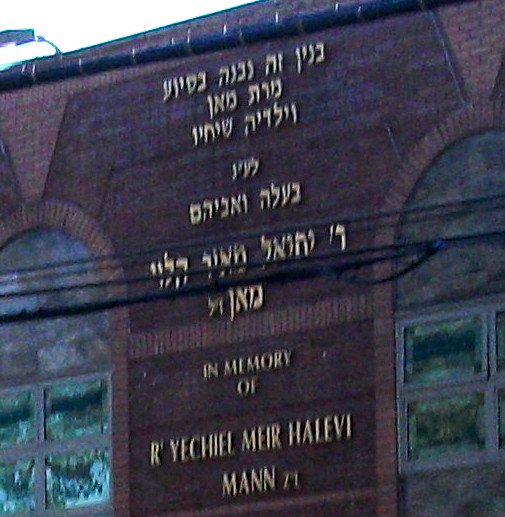 בנין זה נבנה בסיוע
מרת מאן
וילדיה שיחיו
לע״נ
בעלה ואביהם
ר' יחיאל מאיר הלוי
מאן ז״ל
IN MEMORY
OF
R' YECHIEL MEIR HALEVI
MANN ז״ל